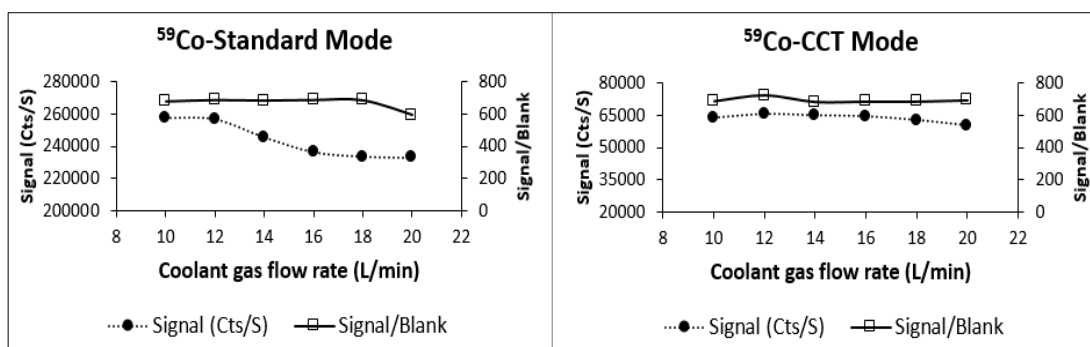 ⁵⁹Co-Standard Mode
280000
260000
240000
220000
200000
Signal (Cts/S)
800
600
400
200
0
Signal/Blank
8 10 12 14 16 18 20 22
Coolant gas flow rate (L/min)
Signal (Cts/S) Signal/Blank
⁵⁹Co-CCT Mode
80000
65000
50000
35000
20000
Signal (Cts/S)
800
600
400
200
0
Signal/Blank
8 10 12 14 16 18 20 22
Coolant gas flow rate (L/min)
Signal (Cts/S) Signal/Blank